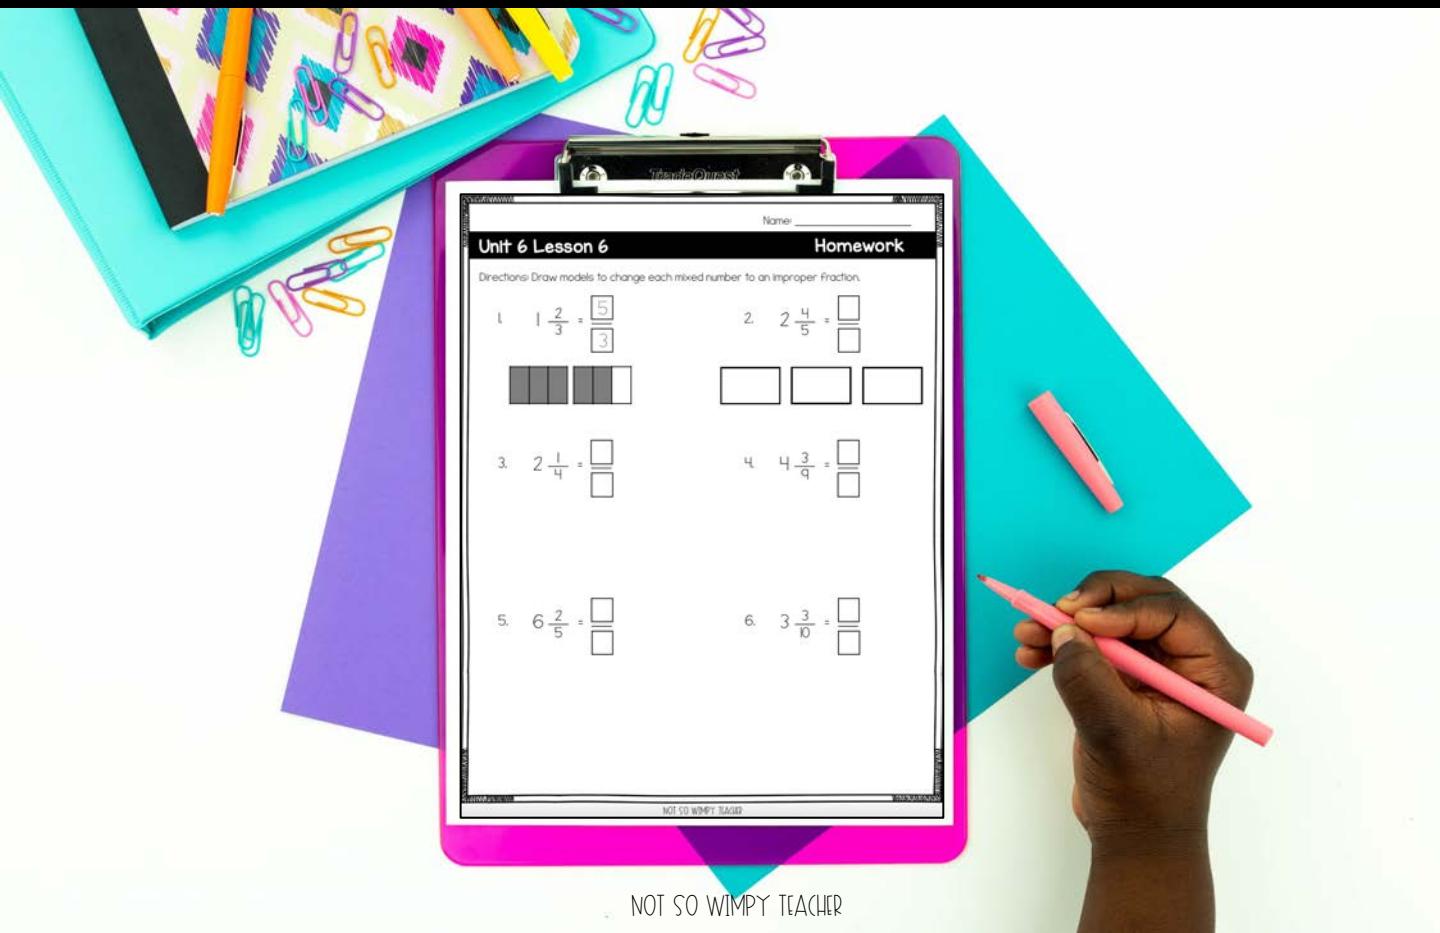 TradeQuest
Name: ___________
Unit 6 Lesson 6 Homework
Directions: Draw models to change each mixed number to an improper fraction.
1. 1 2/3 = 5/3
2. 2 4/5 =
3. 2 1/4 =
4. 4 3/9 =
5. 6 2/5 =
6. 3 3/10 =
NOT SO WIMPY TEACHER
NOT SO WIMPY TEACHER